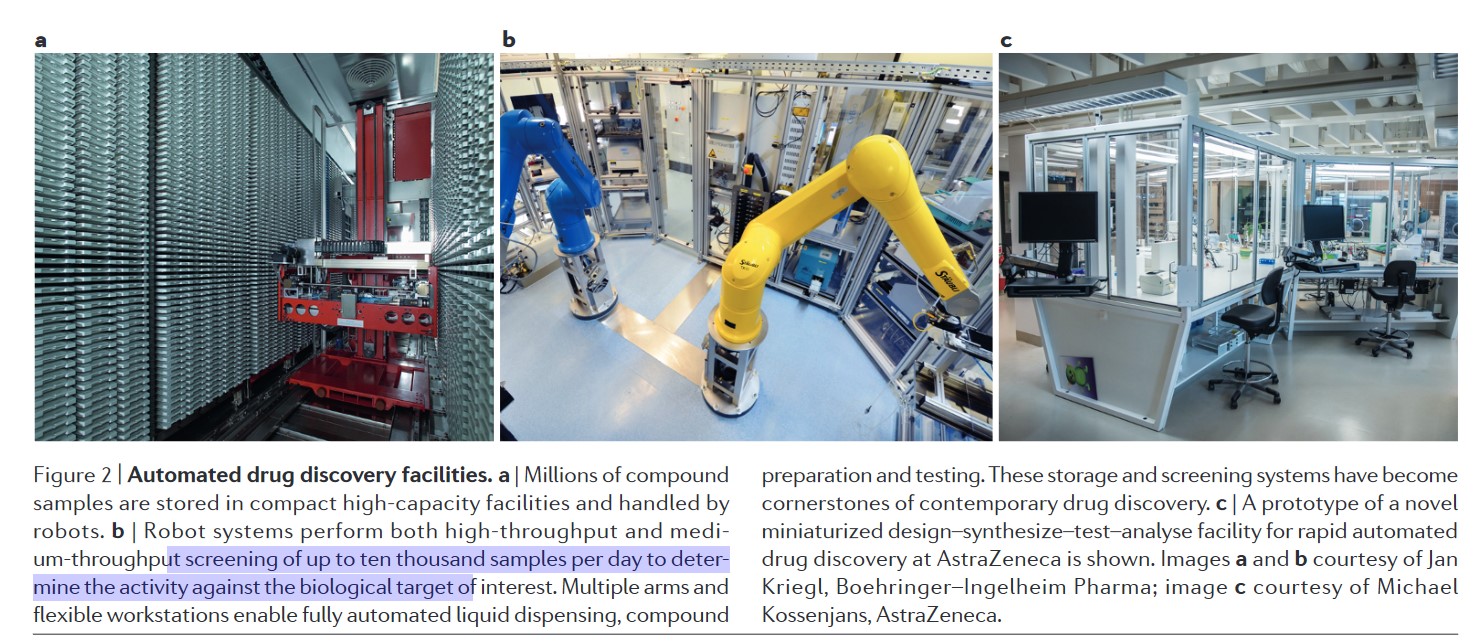 a
b
c
Stäubli
Figure 2 | Automated drug discovery facilities. a | Millions of compound
samples are stored in compact high-capacity facilities and handled by
robots. b | Robot systems perform both high-throughput and medi-
um-throughput screening of up to ten thousand samples per day to deter-
mine the activity against the biological target of interest. Multiple arms and
flexible workstations enable fully automated liquid dispensing, compound
preparation and testing. These storage and screening systems have become
cornerstones of contemporary drug discovery. c | A prototype of a novel
miniaturized design–synthesize–test–analyse facility for rapid automated
drug discovery at AstraZeneca is shown. Images a and b courtesy of Jan
Kriegl, Boehringer–Ingelheim Pharma; image c courtesy of Michael
Kossenjans, AstraZeneca.